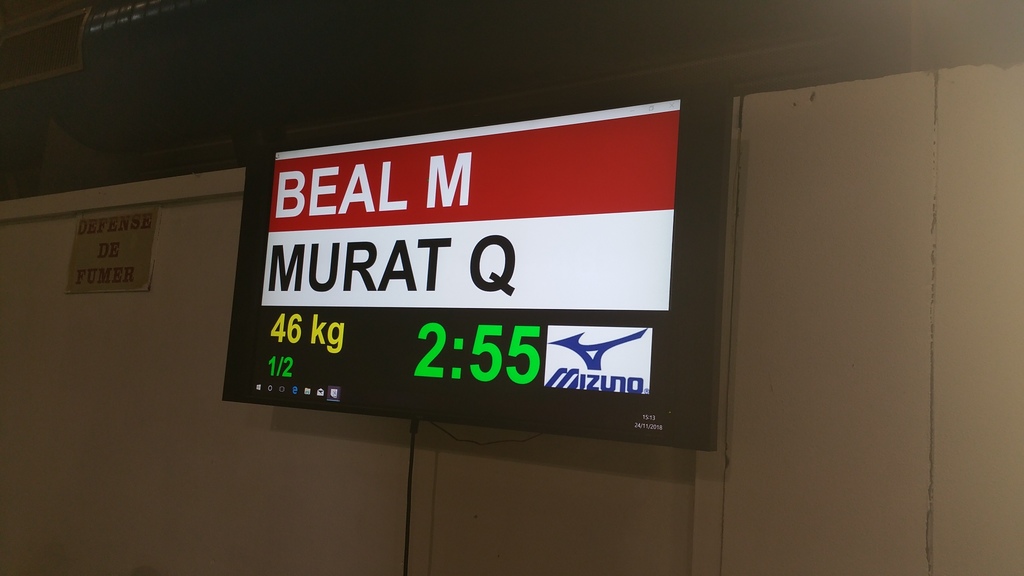 DEFENSE
DE
FUMER
BEAL M
MURAT Q
46 kg
1/2
2:55
MIZUNO
15:13
24/11/2018